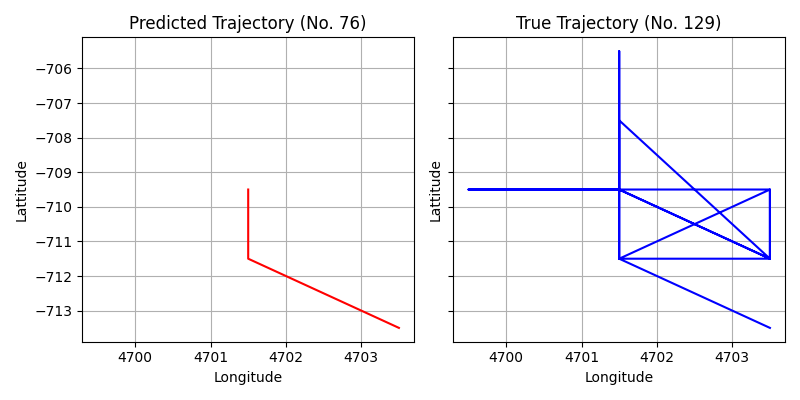 Predicted Trajectory (No. 76)
True Trajectory (No. 129)
Lattitude
−706
−707
−708
−709
−710
−711
−712
−713
4700
4701
4702
4703
Longitude
Lattitude
4700
4701
4702
4703
Longitude